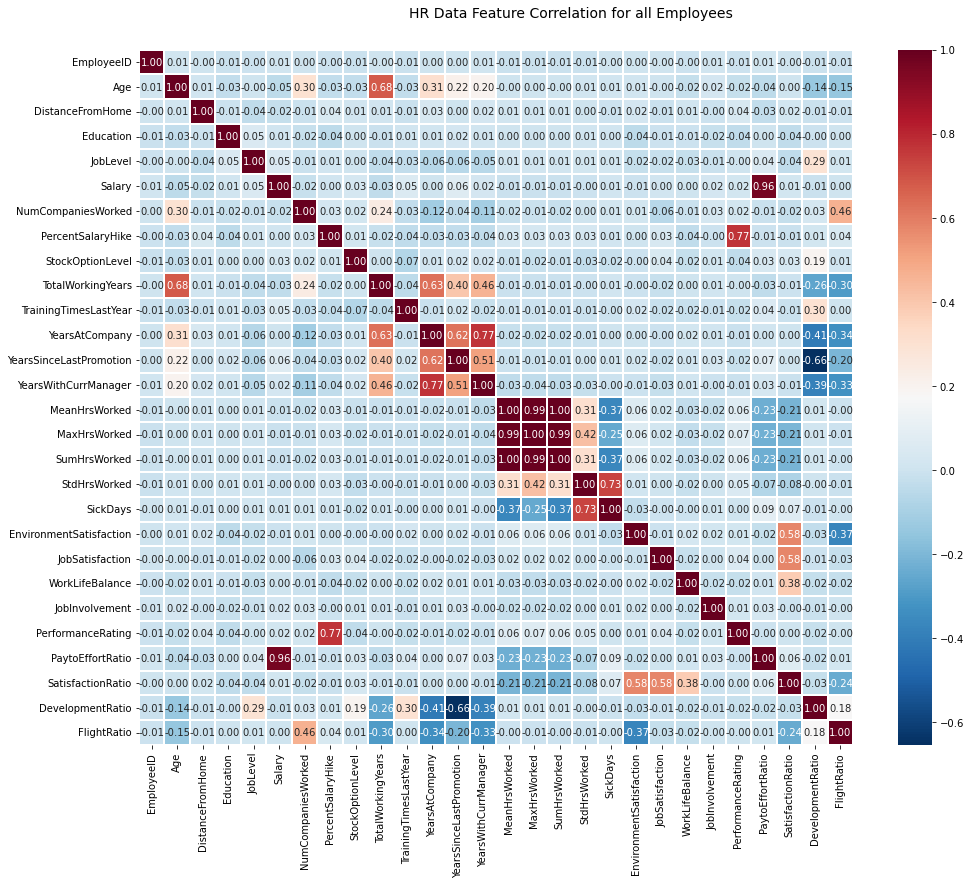 HR Data Feature Correlation for all Employees
EmployeeID 1.00 0.01 -0.00 -0.01 -0.00 0.01 0.00 -0.00 -0.01 -0.00 -0.01 0.00 0.00 0.01 -0.01 -0.01 -0.01 -0.01 -0.00 -0.00 -0.00 -0.00 0.01 -0.01 0.01 -0.00 -0.01 -0.01
Age 0.01 1.00 0.01 -0.03 -0.00 -0.05 0.30 -0.03 -0.03 0.68 -0.03 0.31 0.22 0.20 -0.00 0.00 -0.00 0.01 0.01 0.01 -0.00 -0.02 0.02 -0.02 -0.04 0.00 -0.14 -0.15
DistanceFromHome -0.00 0.01 1.00 -0.01 -0.04 -0.02 -0.01 0.04 0.01 0.01 -0.01 0.03 0.00 0.02 0.01 0.01 0.01 0.00 -0.01 0.02 -0.01 0.01 -0.00 0.04 -0.03 0.02 -0.01 -0.01
Education -0.01 -0.03 -0.01 1.00 0.05 0.01 -0.02 -0.04 0.00 -0.01 0.01 0.01 0.02 0.01 0.00 0.00 0.00 0.01 0.00 -0.04 -0.01 -0.01 -0.02 -0.04 0.00 -0.04 -0.00 0.00
JobLevel -0.00 -0.00 -0.04 0.05 1.00 0.05 -0.01 0.01 0.00 -0.04 -0.03 -0.06 -0.06 -0.05 0.01 0.01 0.01 0.01 0.01 -0.02 -0.02 -0.03 -0.01 -0.00 0.04 -0.04 0.29 0.01
Salary 0.01 -0.05 -0.02 0.01 0.05 1.00 -0.02 0.00 0.03 -0.03 0.05 0.00 0.06 0.02 -0.01 -0.01 -0.01 -0.00 0.01 -0.01 0.00 0.00 0.02 0.02 0.96 0.01 -0.01 0.00
NumCompaniesWorked 0.00 0.30 -0.01 -0.02 -0.01 -0.02 1.00 0.03 0.02 0.24 -0.03 -0.12 -0.04 -0.11 -0.02 -0.01 -0.02 0.00 0.01 0.01 -0.06 -0.01 0.03 0.02 -0.01 -0.02 0.03 0.46
PercentSalaryHike -0.00 -0.03 0.04 -0.04 0.01 0.00 0.03 1.00 0.01 -0.02 -0.04 -0.03 -0.03 -0.04 0.03 0.03 0.03 0.03 0.01 0.00 0.03 -0.04 -0.00 0.77 -0.01 -0.01 0.01 0.04
StockOptionLevel -0.01 -0.03 0.01 0.00 0.00 0.03 0.02 0.01 1.00 0.00 -0.07 0.01 0.02 0.02 -0.01 -0.02 -0.01 -0.03 -0.02 -0.00 0.04 -0.02 0.01 -0.04 0.03 0.03 0.19 0.01
TotalWorkingYears -0.00 0.68 0.01 -0.01 -0.04 -0.03 0.24 -0.02 0.00 1.00 -0.04 0.63 0.40 0.46 -0.01 -0.01 -0.01 -0.01 0.01 -0.00 -0.02 0.00 0.01 0.00 -0.03 0.00 -0.26 -0.30
TrainingTimesLastYear -0.01 -0.03 -0.01 0.01 -0.03 0.05 -0.03 -0.04 -0.07 -0.04 1.00 -0.01 0.02 -0.02 -0.01 -0.01 -0.01 0.01 -0.00 0.01 -0.01 0.02 -0.01 -0.02 0.04 -0.01 0.30 0.00
YearsAtCompany 0.00 0.31 0.03 0.01 -0.06 0.00 -0.12 -0.03 0.01 0.63 -0.01 1.00 0.62 0.77 -0.02 -0.02 -0.02 -0.01 0.00 0.00 -0.00 0.02 0.01 -0.01 0.00 0.00 -0.41 -0.34
YearsSinceLastPromotion 0.00 0.22 0.00 0.02 -0.06 0.06 -0.04 -0.03 0.02 0.40 0.02 0.62 1.00 0.51 -0.01 -0.01 -0.01 0.00 0.01 0.02 -0.02 0.01 0.03 -0.02 0.07 0.00 -0.66 -0.20
YearsWithCurrManager 0.01 0.20 0.02 0.01 -0.05 0.02 -0.11 -0.04 0.02 0.46 -0.02 0.77 0.51 1.00 -0.03 -0.04 -0.03 -0.03 -0.00 0.01 -0.03 0.01 -0.00 -0.01 0.03 -0.01 -0.39 -0.33
MeanHrsWorked -0.01 -0.00 0.01 0.00 0.01 -0.01 -0.02 0.03 -0.01 -0.01 -0.01 -0.02 -0.01 -0.03 1.00 0.99 1.00 0.31 -0.37 0.06 0.02 -0.03 -0.02 0.06 -0.23 -0.21 0.01 -0.00
MaxHrsWorked -0.01 0.00 0.01 0.00 0.01 -0.01 -0.01 0.03 -0.02 -0.01 -0.01 -0.02 -0.01 -0.04 0.99 1.00 0.99 0.42 -0.25 0.06 0.02 -0.03 -0.02 0.07 -0.23 -0.21 0.01 -0.01
SumHrsWorked -0.01 -0.00 0.01 0.00 0.01 -0.01 -0.02 0.03 -0.01 -0.01 -0.01 -0.02 -0.01 -0.03 1.00 0.99 1.00 0.31 -0.37 0.06 0.02 -0.03 -0.02 0.06 -0.23 -0.21 0.01 -0.00
StdHrsWorked -0.01 0.01 0.00 0.01 0.01 -0.00 0.00 0.03 -0.03 -0.01 0.01 -0.01 0.00 -0.03 0.31 0.42 0.31 1.00 0.73 0.01 0.00 -0.02 0.00 0.05 -0.07 -0.08 -0.00 0.01
SickDays -0.00 0.01 -0.01 0.00 0.01 0.01 0.01 0.01 -0.02 0.01 -0.00 0.00 0.01 -0.00 -0.37 -0.25 -0.37 0.73 1.00 -0.03 -0.00 -0.00 0.01 0.00 0.09 0.07 -0.01 0.00
EnvironmentSatisfaction -0.00 0.01 0.02 -0.04 -0.02 -0.01 0.01 0.00 -0.00 -0.00 0.01 0.00 0.02 0.01 0.06 0.06 0.06 0.01 -0.03 1.00 -0.01 0.02 0.02 0.01 -0.02 0.58 -0.03 -0.37
JobSatisfaction -0.00 -0.00 -0.01 -0.01 -0.02 0.00 -0.06 0.03 0.04 -0.02 -0.01 -0.00 -0.02 -0.03 0.02 0.02 0.02 0.00 -0.00 -0.01 1.00 -0.02 -0.00 0.04 0.00 0.58 -0.01 -0.03
WorkLifeBalance -0.00 -0.02 0.01 -0.01 -0.03 0.00 -0.01 -0.04 -0.02 0.00 0.02 0.02 0.01 0.01 -0.03 -0.03 -0.03 -0.02 -0.00 0.02 -0.02 1.00 -0.02 -0.02 0.01 0.38 -0.02 -0.02
JobInvolvement 0.01 0.02 -0.00 -0.02 -0.01 0.02 0.03 -0.00 0.01 0.01 -0.01 0.01 0.03 -0.00 -0.02 -0.02 -0.02 0.00 0.01 0.02 -0.00 -0.02 1.00 0.01 0.03 -0.00 -0.01 -0.00
PerformanceRating -0.01 -0.02 0.04 -0.04 -0.00 0.02 0.02 0.77 -0.04 0.00 -0.02 -0.01 -0.02 -0.01 0.06 0.07 0.06 0.05 0.00 0.01 0.04 -0.02 0.01 1.00 -0.00 0.00 -0.02 -0.00
PaytoEffortRatio 0.01 -0.04 -0.03 0.00 0.04 0.96 -0.01 -0.01 0.03 -0.03 0.04 0.00 0.07 0.03 -0.23 -0.23 -0.23 -0.07 0.09 -0.02 0.00 0.01 0.03 -0.00 1.00 0.06 -0.02 0.01
SatisfactionRatio -0.00 0.00 0.02 -0.04 -0.04 0.01 -0.02 -0.01 0.03 0.00 -0.01 0.00 0.00 -0.01 -0.21 -0.21 -0.21 -0.08 0.07 0.58 0.58 0.38 -0.00 0.00 0.06 1.00 -0.03 -0.24
DevelopmentRatio -0.01 -0.14 -0.01 -0.00 0.29 -0.01 0.03 0.01 0.19 -0.26 0.30 -0.41 -0.66 -0.39 0.01 0.01 0.01 -0.00 -0.01 -0.03 -0.01 -0.02 -0.01 -0.02 -0.02 -0.03 1.00 0.18
FlightRatio -0.01 -0.15 -0.01 0.00 0.01 0.00 0.46 0.04 0.01 -0.30 0.00 -0.34 -0.20 -0.33 -0.00 -0.01 -0.00 0.01 0.00 -0.37 -0.03 -0.02 -0.00 -0.00 0.01 -0.24 0.18 1.00
EmployeeID
Age
DistanceFromHome
Education
JobLevel
Salary
NumCompaniesWorked
PercentSalaryHike
StockOptionLevel
TotalWorkingYears
TrainingTimesLastYear
YearsAtCompany
YearsSinceLastPromotion
YearsWithCurrManager
MeanHrsWorked
MaxHrsWorked
SumHrsWorked
StdHrsWorked
SickDays
EnvironmentSatisfaction
JobSatisfaction
WorkLifeBalance
JobInvolvement
PerformanceRating
PaytoEffortRatio
SatisfactionRatio
DevelopmentRatio
FlightRatio
1.0
0.8
0.6
0.4
0.2
0.0
−0.2
−0.4
−0.6